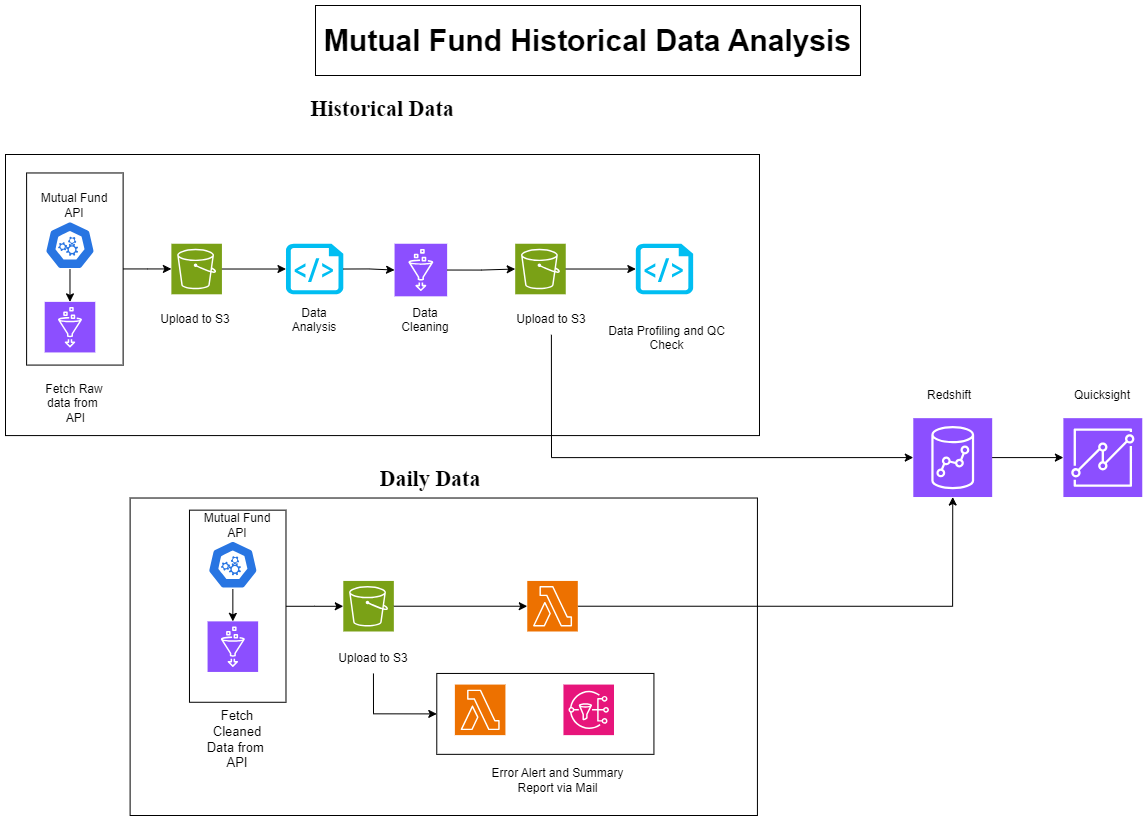 Mutual Fund Historical Data Analysis
Historical Data
Mutual Fund
API
Fetch Raw
data from
API
Upload to S3
</>
Data
Analysis
Data
Cleaning
Upload to S3
</>
Data Profiling and QC
Check
Redshift
Quicksight
Daily Data
Mutual Fund
API
Fetch
Cleaned
Data from
API
Upload to S3
Error Alert and Summary
Report via Mail